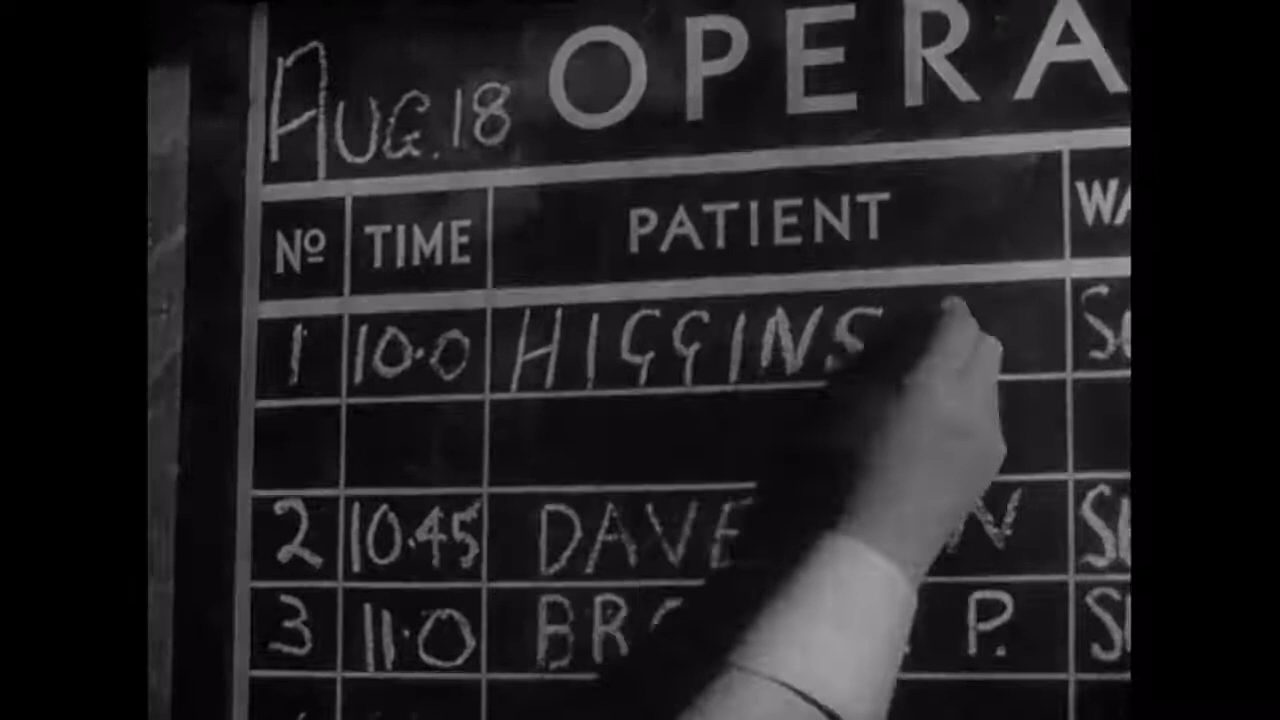 AUG. 18 OPERA
No TIME PATIENT WA
1 10·0 HIGGINS
2 10·45 DAVE N
3 11·0 BR P.